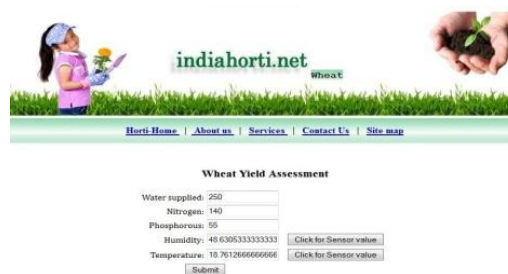 indiahorti.net
Wheat
Horti-Home | About us | Services | Contact Us | Site map
Wheat Yield Assessment
Water supplied: 250
Nitrogen: 140
Phosphorous: 55
Humidity: 48.6305333333333 Click for Sensor value
Temperature: 18.7612666666666 Click for Sensor value
Submit